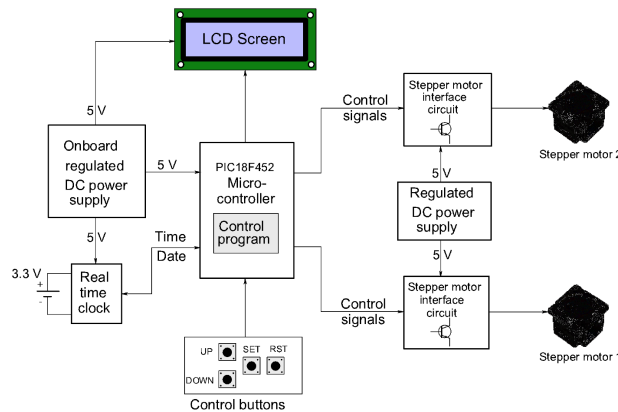 LCD Screen
5 V
Onboard
regulated
DC power
supply
5 V
5 V
3.3 V
+
-
Real
time
clock
Time
Date
PIC18F452
Micro-
controller
Control
program
Control
signals
Control
signals
Stepper motor
interface
circuit
Stepper motor 2
5 V
Regulated
DC power
supply
5 V
Stepper motor
interface
circuit
Stepper motor 1
UP SET RST
DOWN
Control buttons